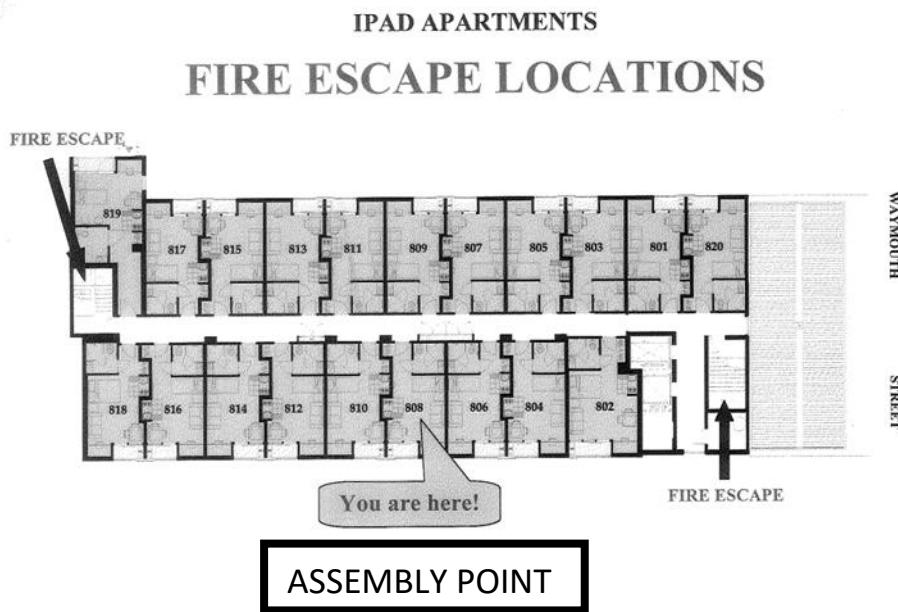 IPAD APARTMENTS
FIRE ESCAPE LOCATIONS
FIRE ESCAPE
819
817
815
813
811
809
807
805
803
801
820
WAYMOUTH
STREET
818
816
814
812
810
808
806
804
802
You are here!
FIRE ESCAPE
ASSEMBLY POINT